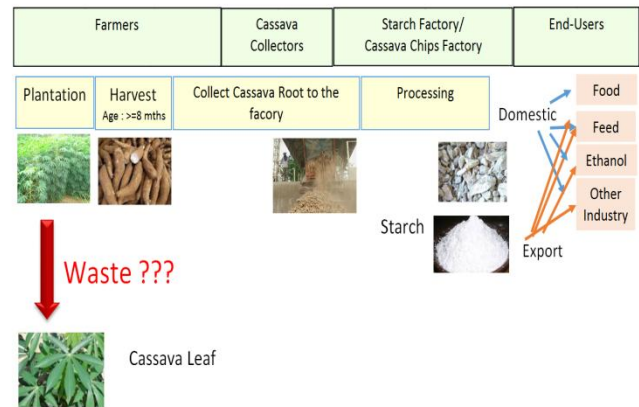 Farmers
Cassava
Collectors
Starch Factory/
Cassava Chips Factory
End-Users
Plantation
Harvest
Age : >=8 mths
Collect Cassava Root to the
facory
Processing
Domestic
Food
Feed
Ethanol
Other
Industry
Starch
Export
Waste ???
Cassava Leaf